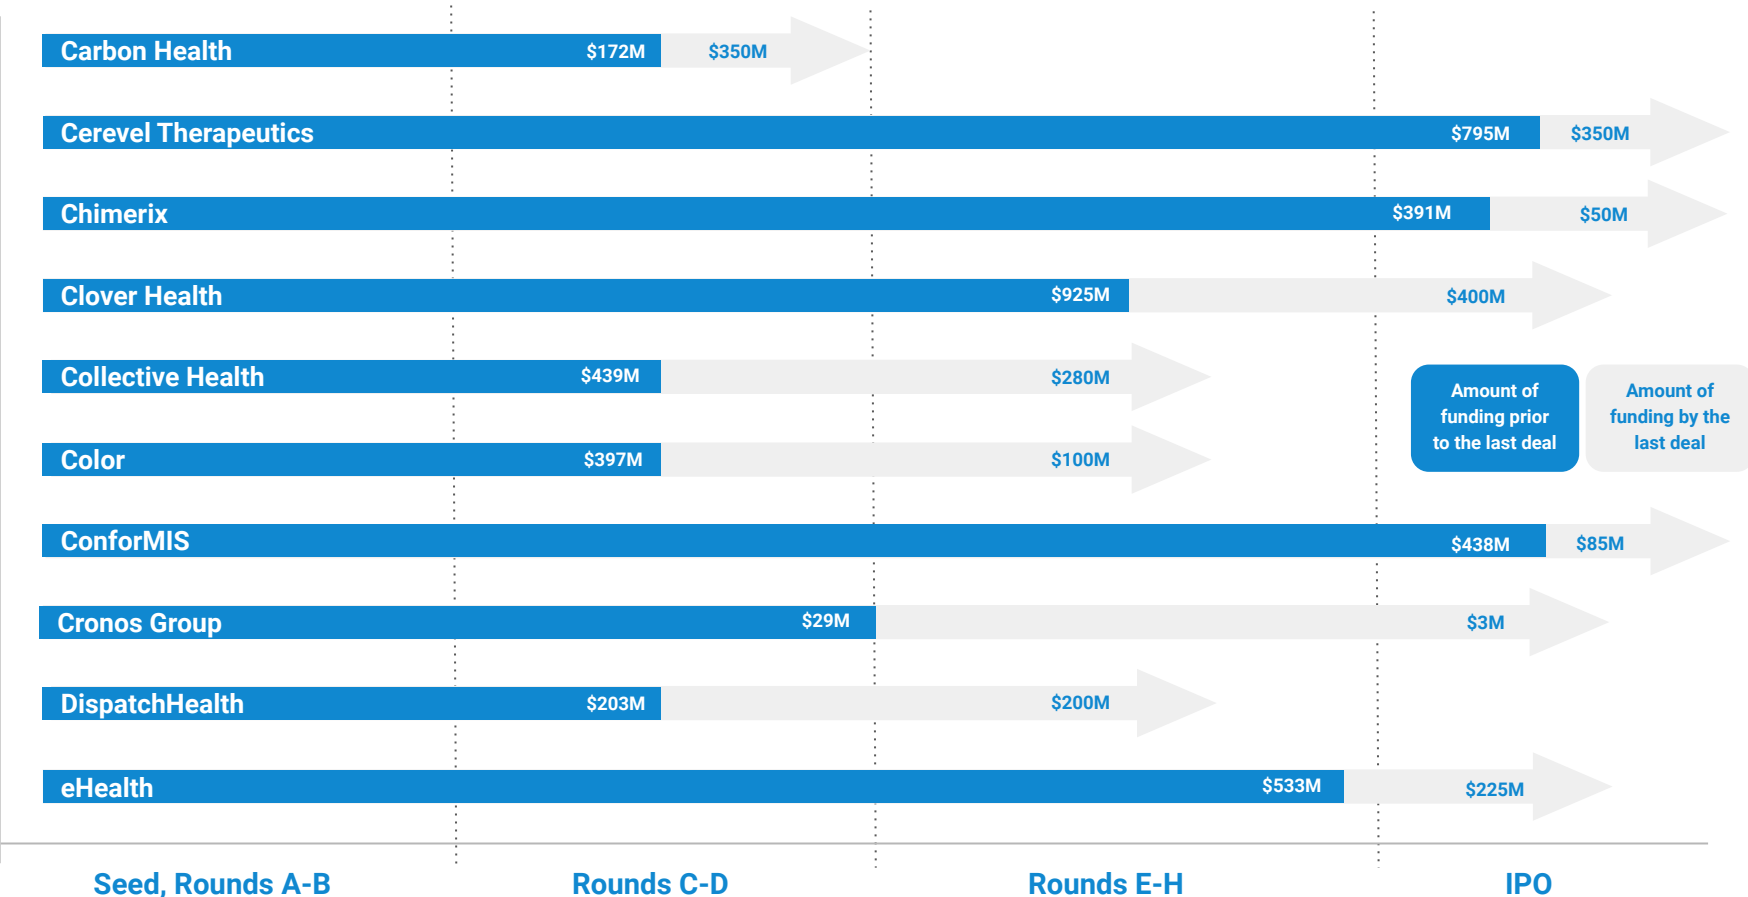 Carbon Health $172M $350M
Cerevel Therapeutics $795M $350M
Chimerix $391M $50M
Clover Health $925M $400M
Collective Health $439M $280M
Amount of
funding prior
to the last deal
Amount of
funding by the
last deal
Color $397M $100M
ConforMIS $438M $85M
Cronos Group $29M $3M
DispatchHealth $203M $200M
eHealth $533M $225M
Seed, Rounds A-B Rounds C-D Rounds E-H IPO